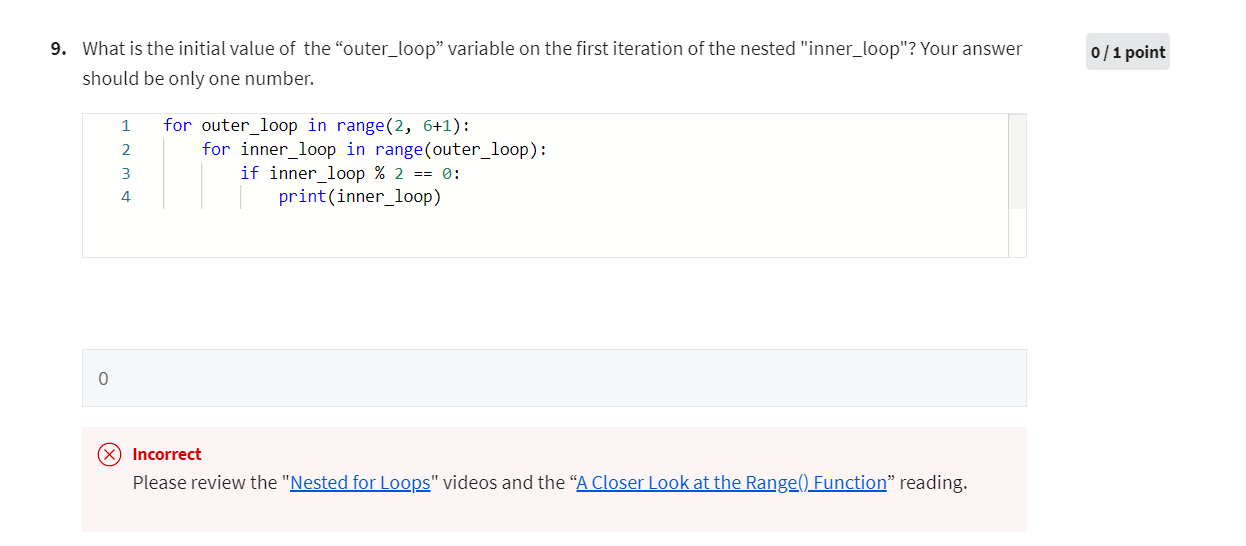 9. What is the initial value of  the “outer_loop” variable on the first iteration of the nested "inner_loop"? Your answer
should be only one number.
0 / 1 point
1 for outer_loop in range(2, 6+1):
2     for inner_loop in range(outer_loop):
3         if inner_loop % 2 == 0:
4             print(inner_loop)
0
Incorrect
Please review the "Nested for Loops" videos and the “A Closer Look at the Range() Function” reading.